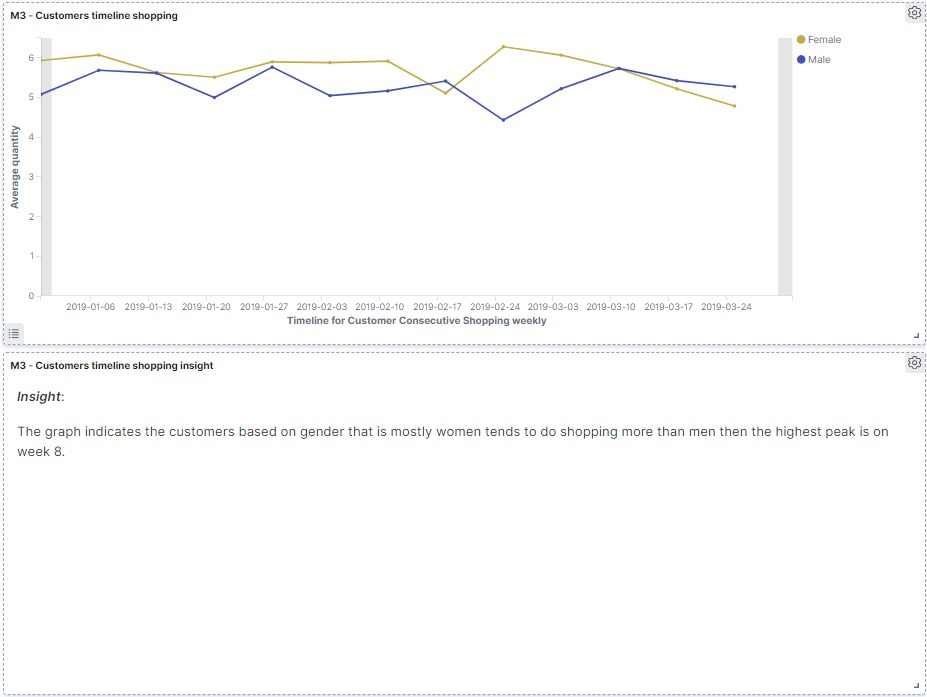 M3 - Customers timeline shopping
Female
Male
Average quantity
6
5
4
3
2
1
0
2019-01-06 2019-01-13 2019-01-20 2019-01-27 2019-02-03 2019-02-10 2019-02-17 2019-02-24 2019-03-03 2019-03-10 2019-03-17 2019-03-24
Timeline for Customer Consecutive Shopping weekly
M3 - Customers timeline shopping insight
Insight:
The graph indicates the customers based on gender that is mostly women tends to do shopping more than men then the highest peak is on
week 8.